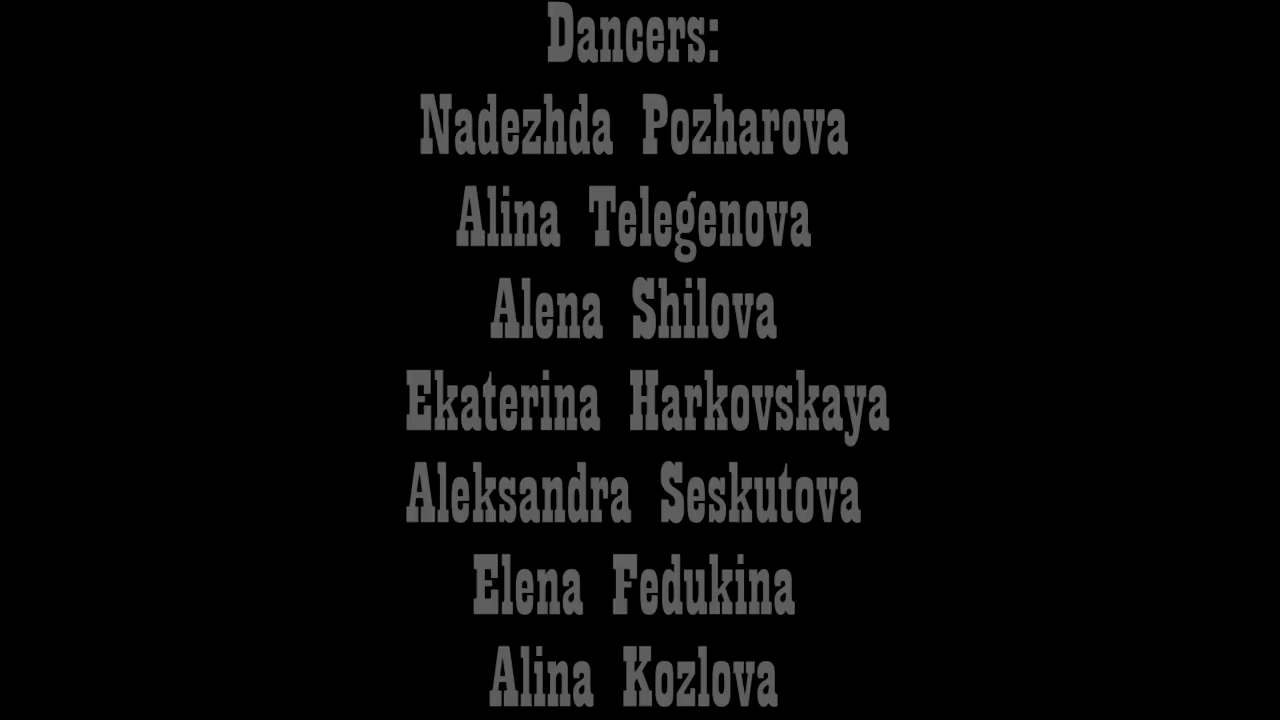 Dancers:
Nadezhda Pozharova
Alina Telegenova
Alena Shilova
Ekaterina Harkovskaya
Aleksandra Seskutova
Elena Fedukina
Alina Kozlova